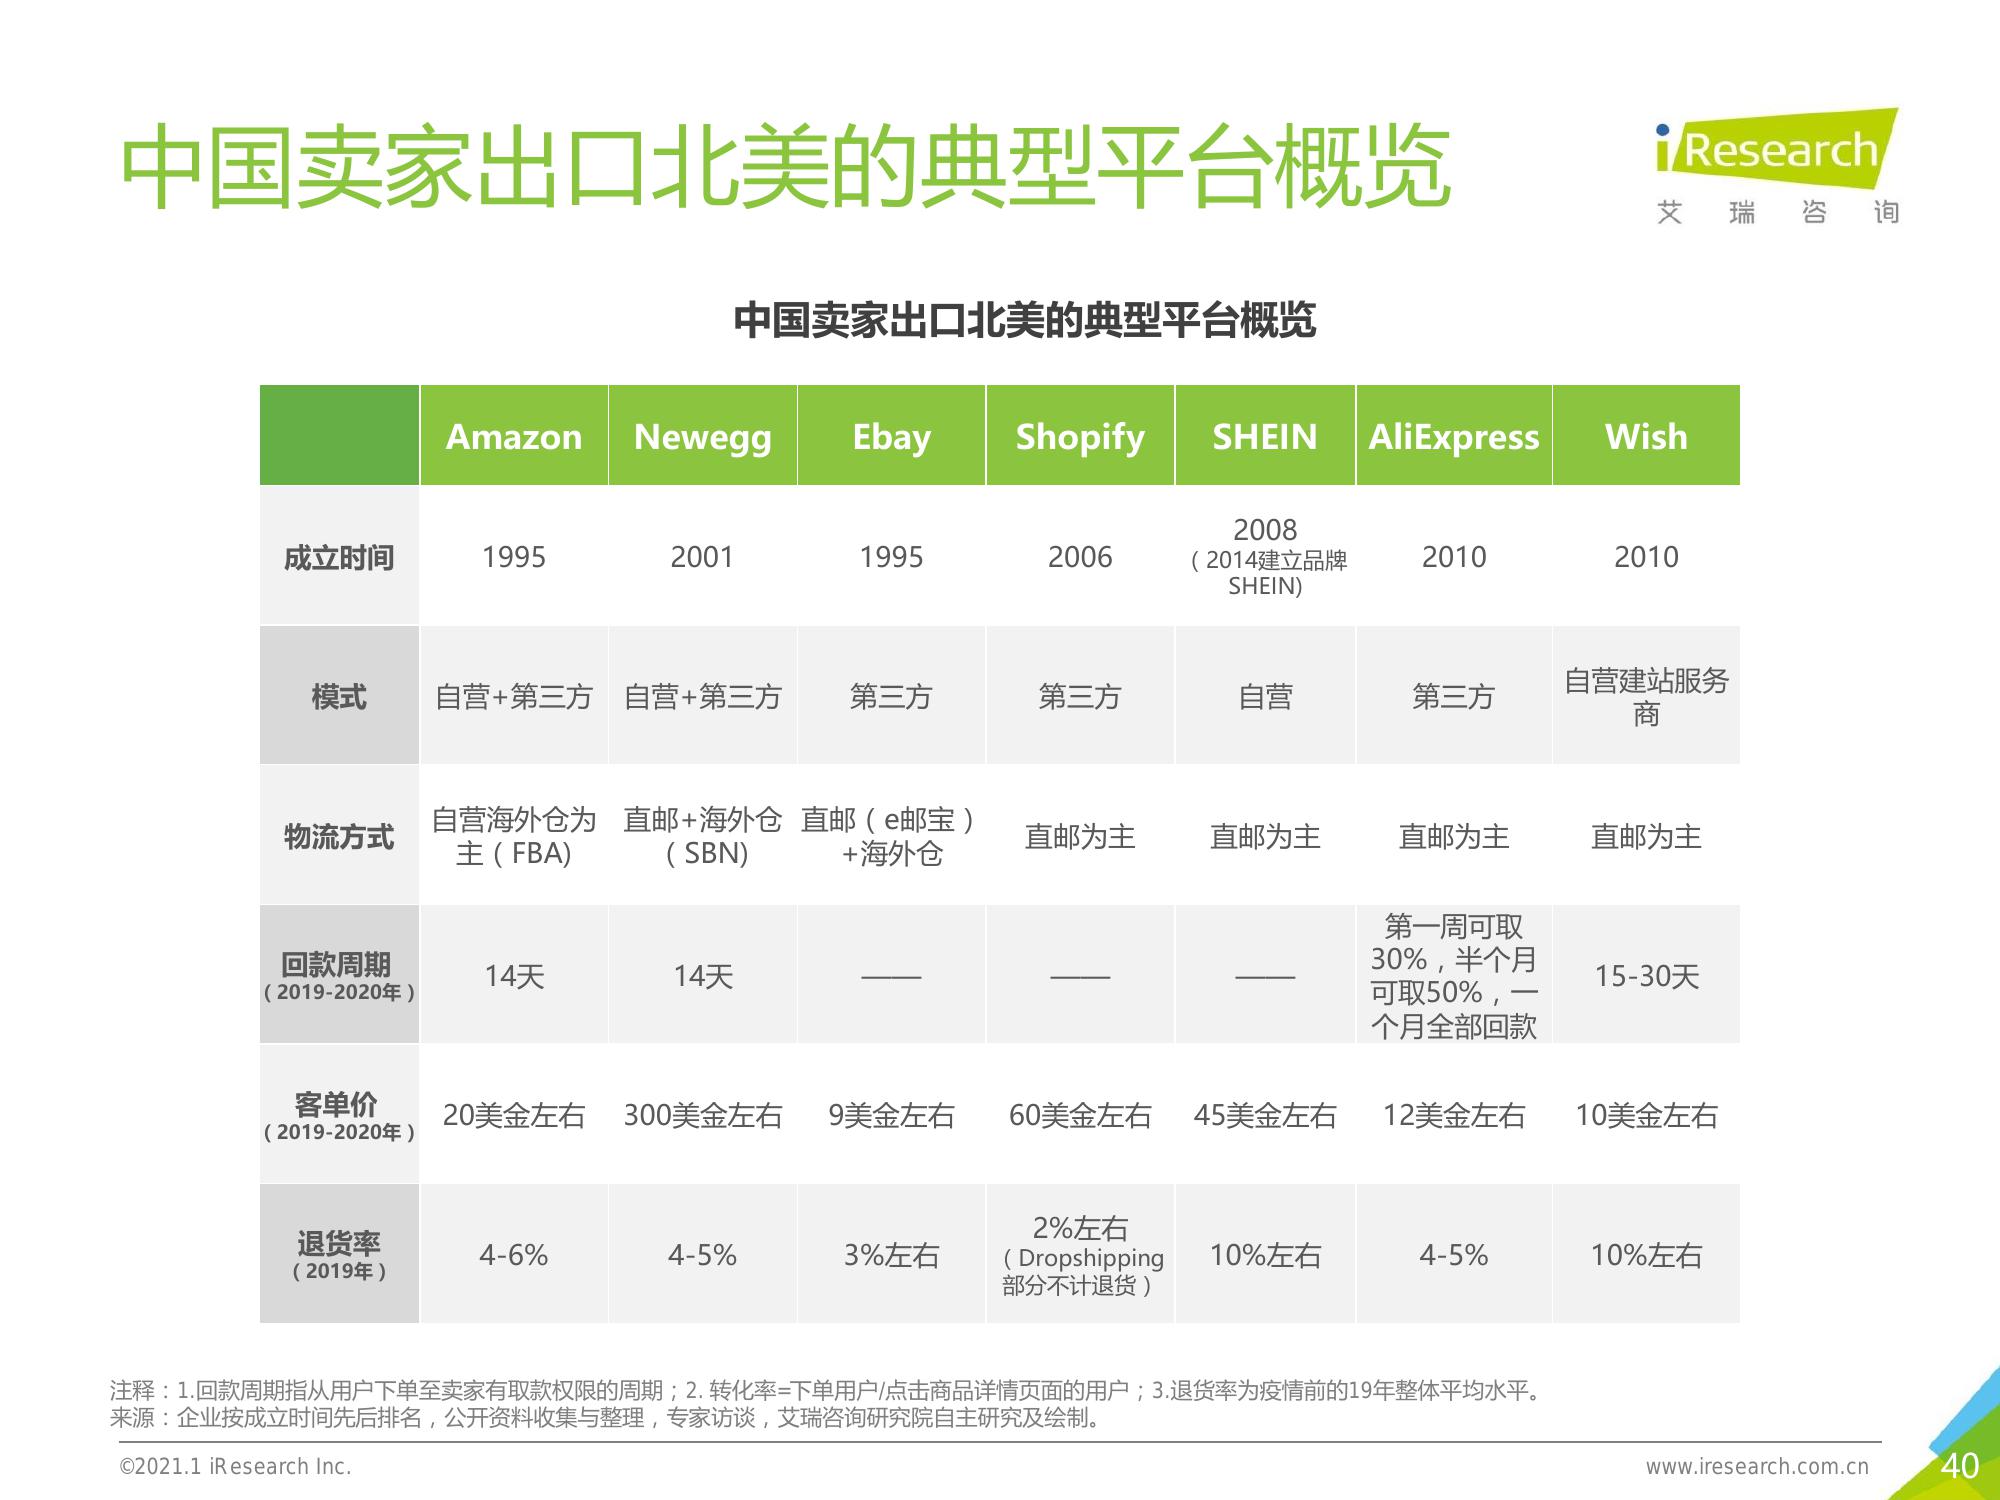 中国卖家出口北美的典型平台概览
iResearch
艾瑞咨询
中国卖家出口北美的典型平台概览
Amazon Newegg Ebay Shopify SHEIN AliExpress Wish
成立时间 1995 2001 1995 2006 2008 2010 2010
（2014建立品牌
SHEIN)
模式 自营+第三方 自营+第三方 第三方 第三方 自营 第三方 自营建站服务
商
物流方式 自营海外仓为 直邮+海外仓 直邮（e邮宝） 直邮为主 直邮为主 直邮为主 直邮为主
主（FBA) （SBN) +海外仓
回款周期 14天 14天 —— —— —— 第一周可取 15-30天
（2019-2020年） 30%，半个月
可取50%，一
个月全部回款
客单价 20美金左右 300美金左右 9美金左右 60美金左右 45美金左右 12美金左右 10美金左右
（2019-2020年）
退货率 4-6% 4-5% 3%左右 2%左右 10%左右 4-5% 10%左右
（2019年） （Dropshipping
部分不计退货）
注释：1.回款周期指从用户下单至卖家有取款权限的周期；2. 转化率=下单用户/点击商品详情页面的用户；3.退货率为疫情前的19年整体平均水平。
来源：企业按成立时间先后排名，公开资料收集与整理，专家访谈，艾瑞咨询研究院自主研究及绘制。
©2021.1 iResearch Inc. www.iresearch.com.cn 40